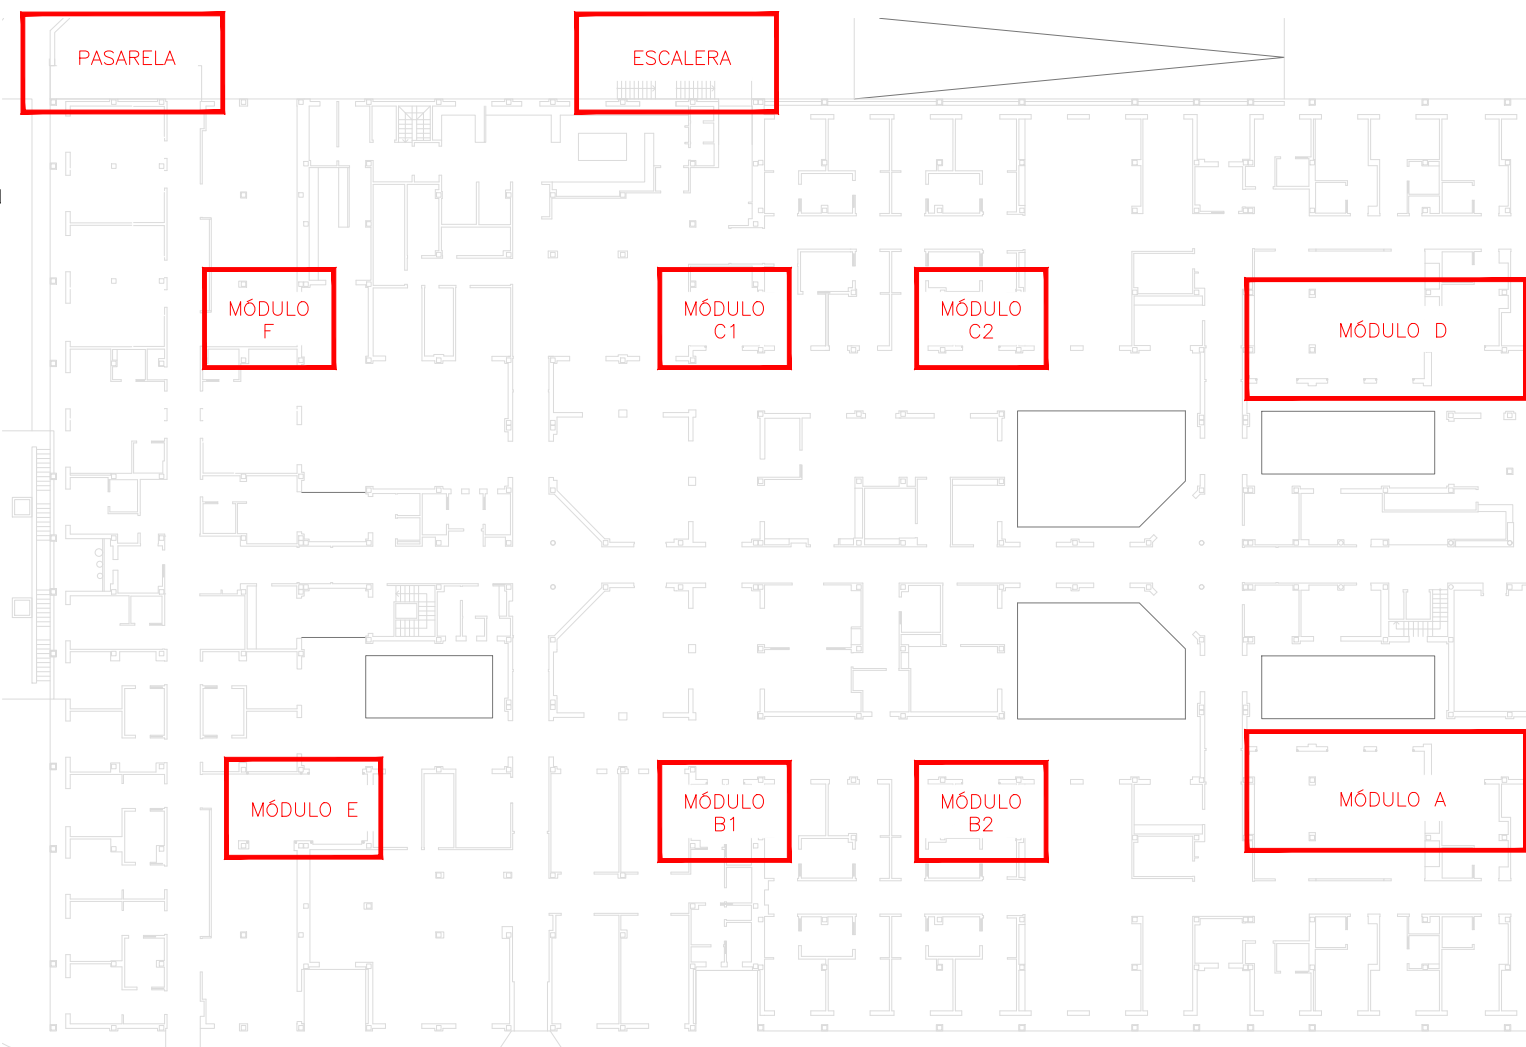 PASARELA
ESCALERA
MÓDULO
F
MÓDULO
C1
MÓDULO
C2
MÓDULO D
MÓDULO E
MÓDULO
B1
MÓDULO
B2
MÓDULO A